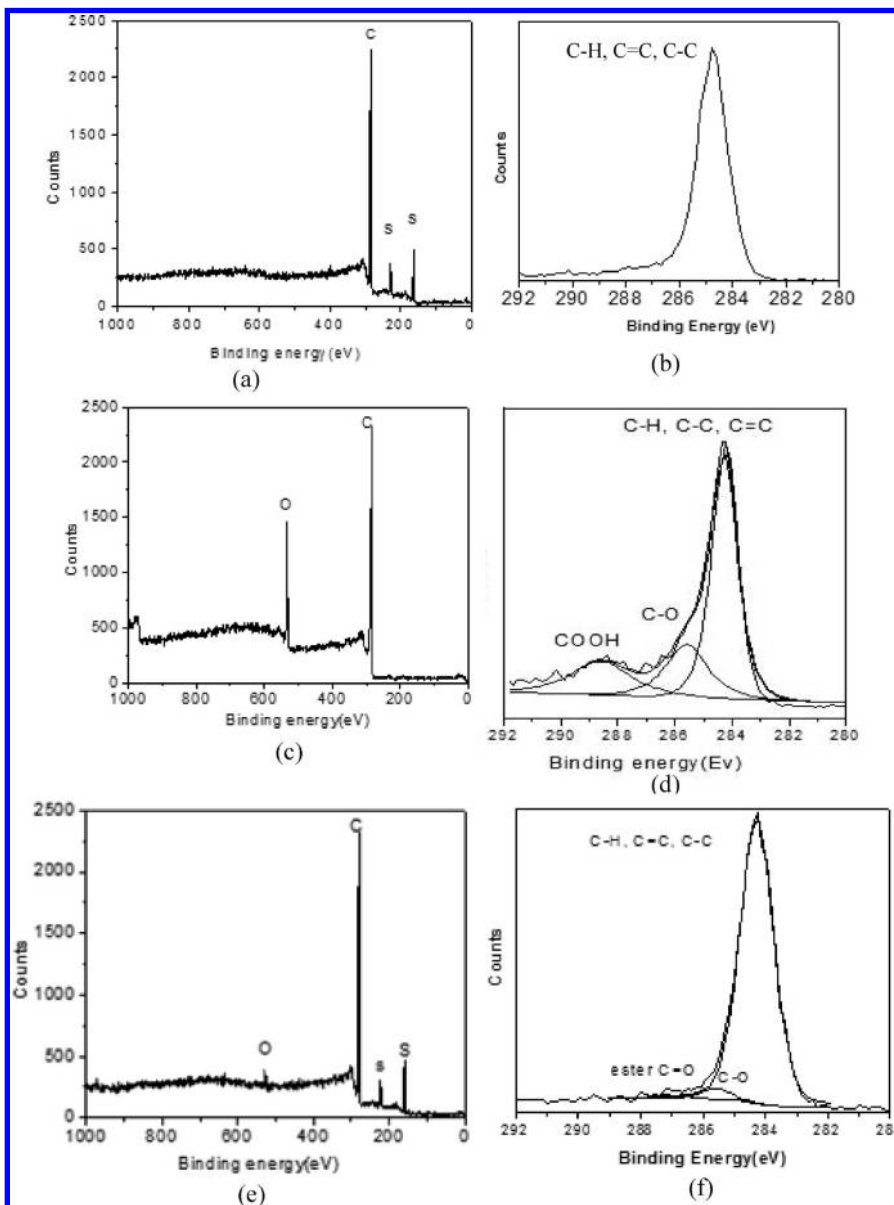 2500
2000
1500
1000
500
0
Counts
C
S
S
1000 800 600 400 200 0
Binding energy (eV)
(a)
C-H, C=C, C-C
Counts
292 290 288 286 284 282 280
Binding Energy (eV)
(b)
2500
2000
1500
1000
500
0
Counts
O
C
1000 800 600 400 200 0
Binding energy(eV)
(c)
C-H, C-C, C=C
C-O
COOH
292 290 288 286 284 282 280
Binding energy(Ev)
(d)
2500
2000
1500
1000
500
0
Counts
C
O
s
S
1000 800 600 400 200 0
Binding energy(eV)
(e)
C-H, C=C, C-C
Counts
ester C=O
C-O
292 290 288 286 284 282 28
Binding Energy(eV)
(f)